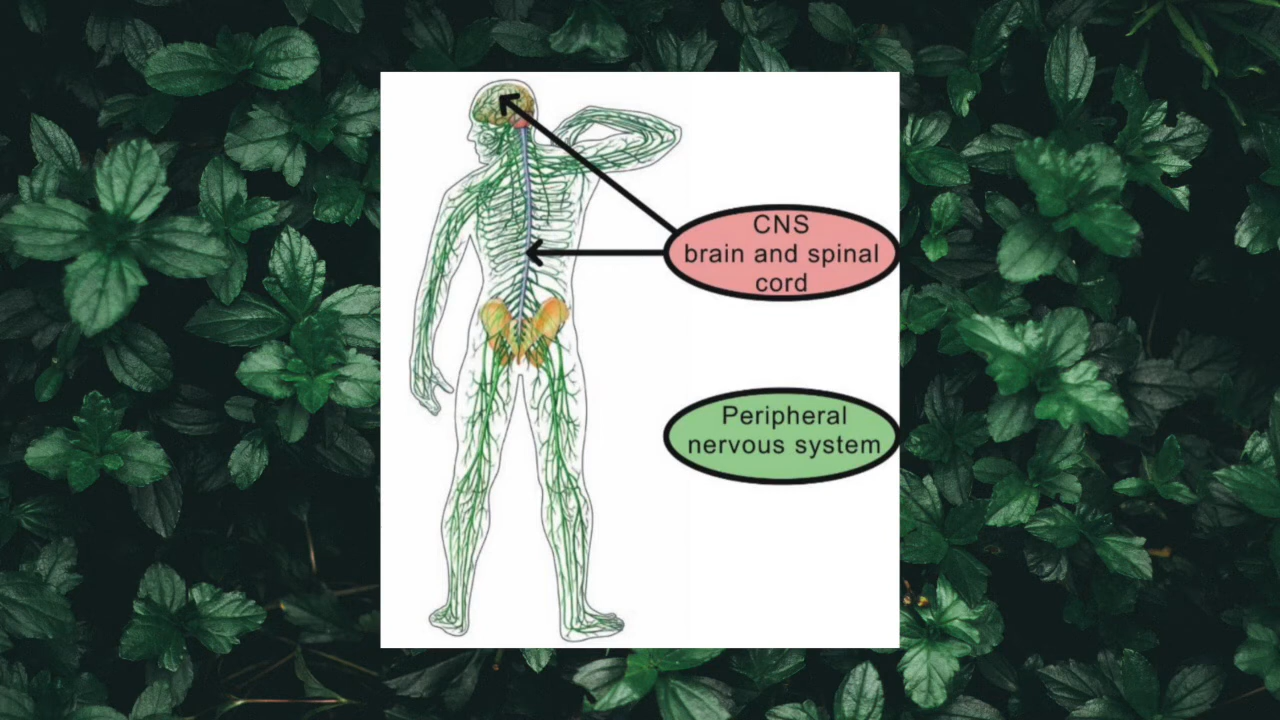 CNS
brain and spinal
cord
Peripheral
nervous system